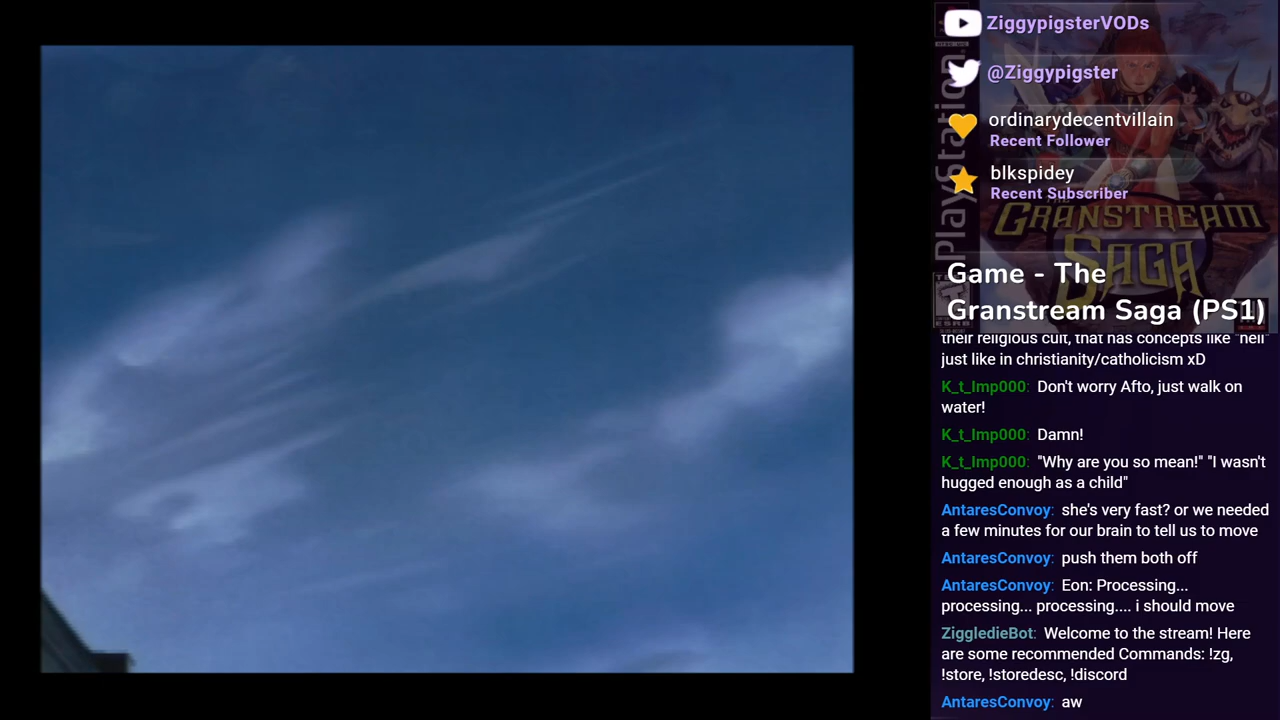 ZiggypigsterVODs
@Ziggypigster
ordinarydecentvillain
Recent Follower
blkspidey
Recent Subscriber
PlayStation
THE
GRANSTREAM
SAGA
Game - The
Granstream Saga (PS1)
their religious cult, that has concepts like "hell"
just like in christianity/catholicism xD
K_t_Imp000: Don't worry Afto, just walk on
water!
K_t_Imp000: Damn!
K_t_Imp000: "Why are you so mean!" "I wasn't
hugged enough as a child"
AntaresConvoy: she's very fast? or we needed
a few minutes for our brain to tell us to move
AntaresConvoy: push them both off
AntaresConvoy: Eon: Processing...
processing... processing.... i should move
ZiggledieBot: Welcome to the stream! Here
are some recommended Commands: !zg,
!store, !storedesc, !discord
AntaresConvoy: aw